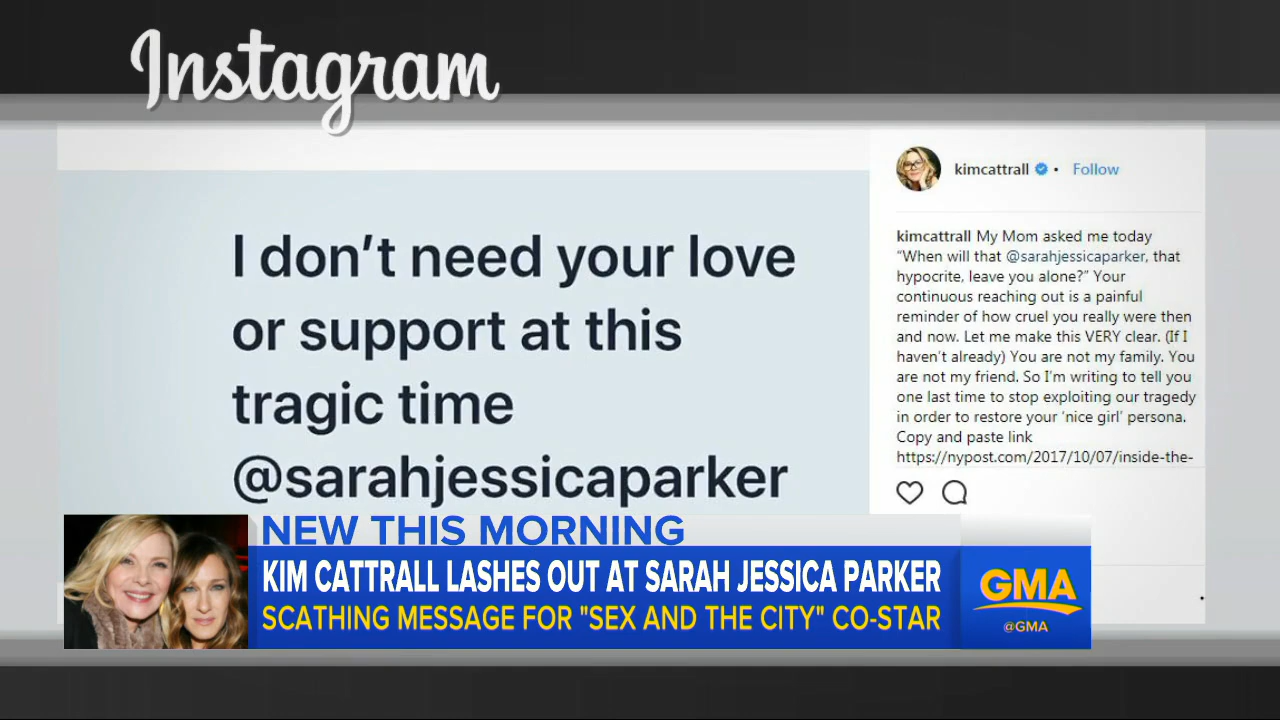 Instagram
I don't need your love
or support at this
tragic time
@sarahjessicaparker
kimcattrall • Follow
kimcattrall My Mom asked me today
“When will that @sarahjessicaparker, that
hypocrite, leave you alone?” Your
continuous reaching out is a painful
reminder of how cruel you really were then
and now. Let me make this VERY clear. (If I
haven't already) You are not my family. You
are not my friend. So I'm writing to tell you
one last time to stop exploiting our tragedy
in order to restore your ‘nice girl’ persona.
Copy and paste link
https://nypost.com/2017/10/07/inside-the-
NEW THIS MORNING
KIM CATTRALL LASHES OUT AT SARAH JESSICA PARKER
SCATHING MESSAGE FOR "SEX AND THE CITY" CO-STAR
GMA
@GMA